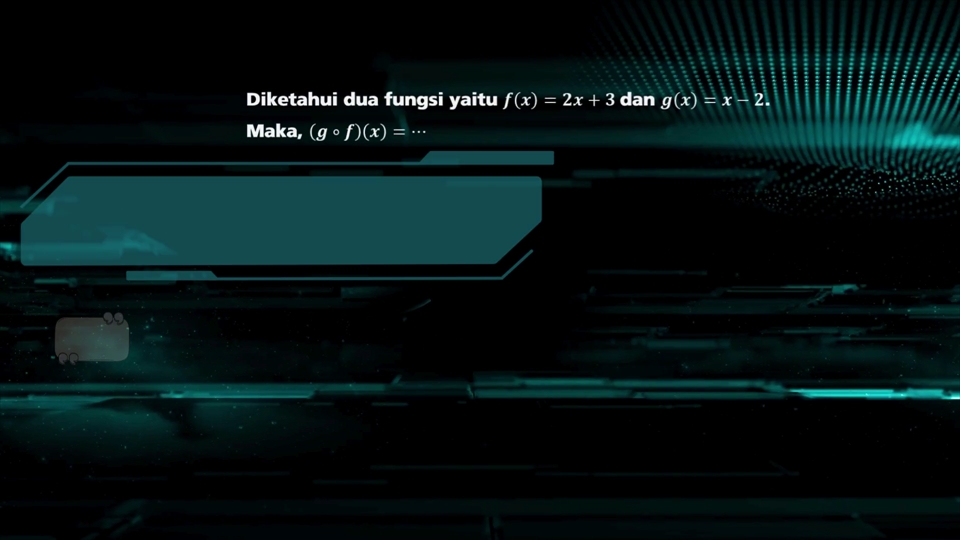 Diketahui dua fungsi yaitu f(x) = 2x + 3 dan g(x) = x − 2.
Maka, (g ∘ f)(x) = ⋯